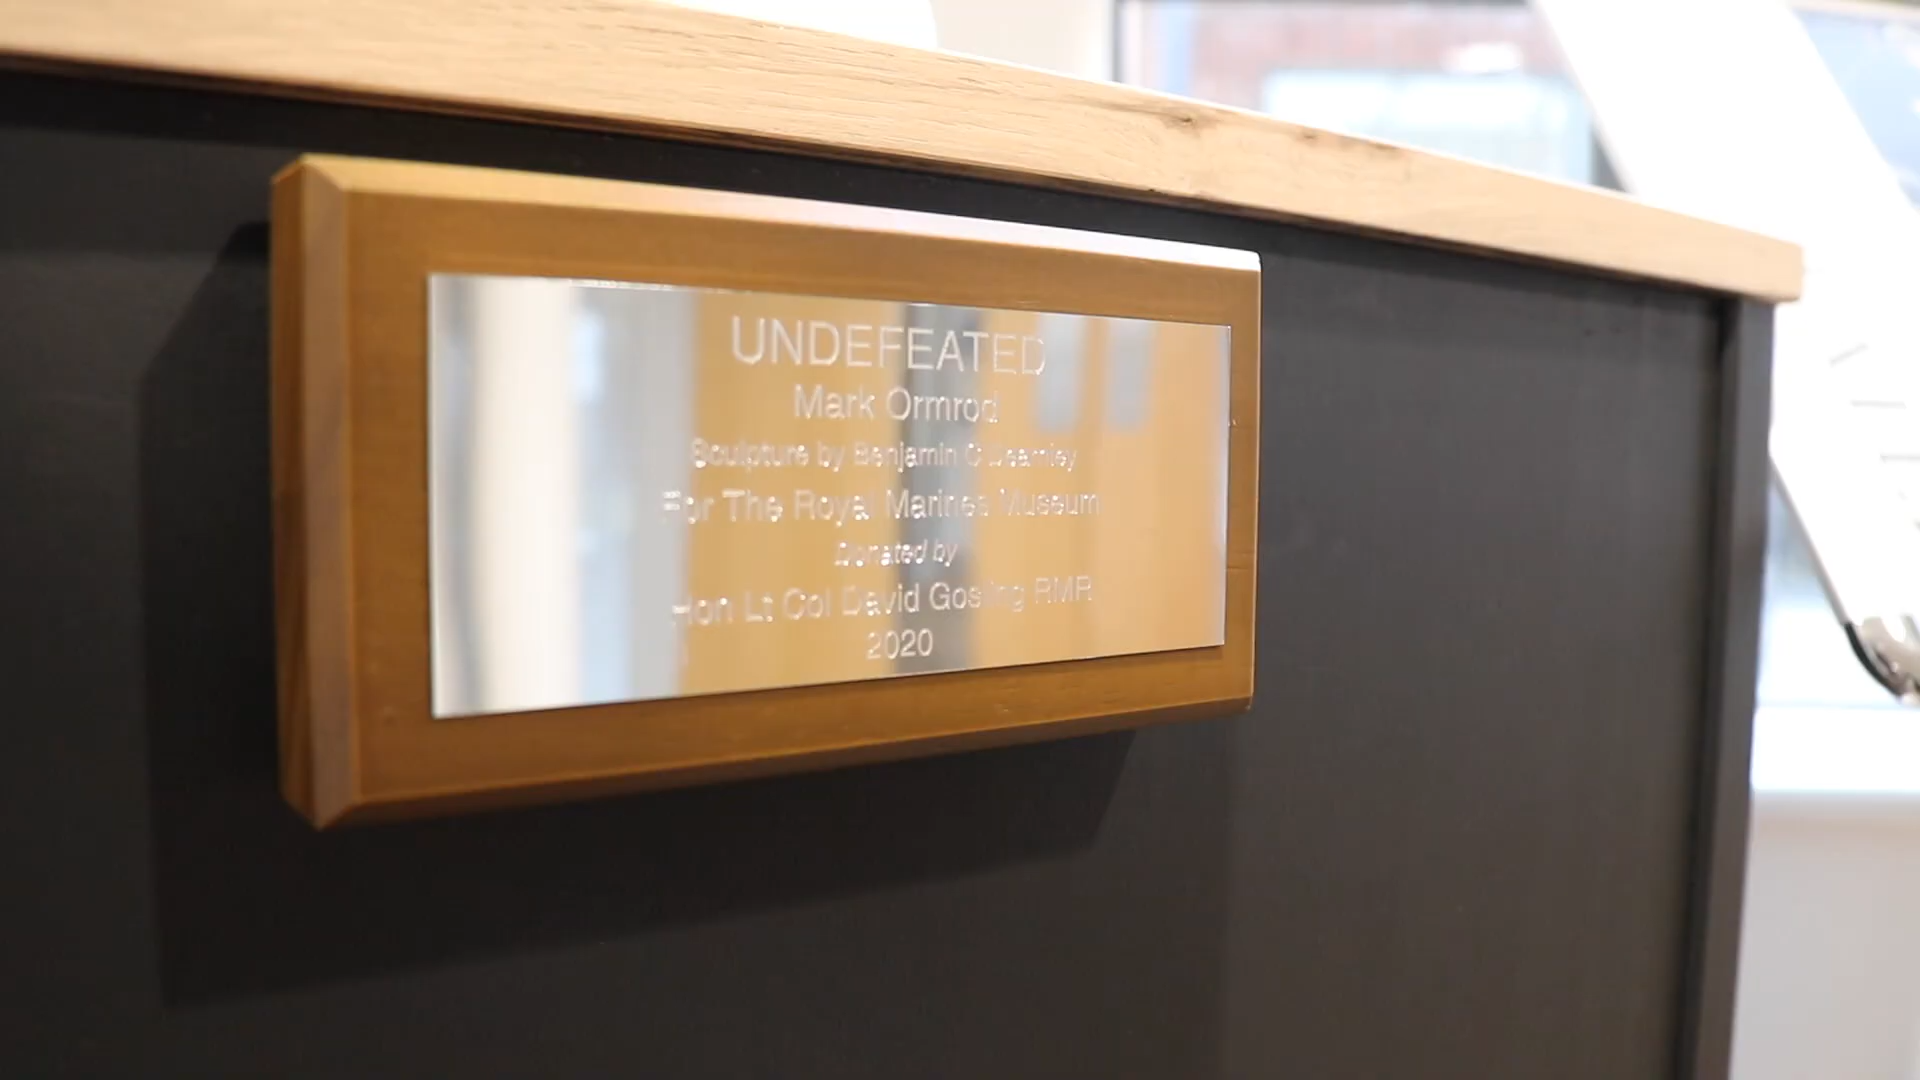 UNDEFEATED
Mark Ormrod
Sculpture by Benjamin C Dearnley
For The Royal Marines Museum
Donated by
Hon Lt Col David Gosling RMR
2020